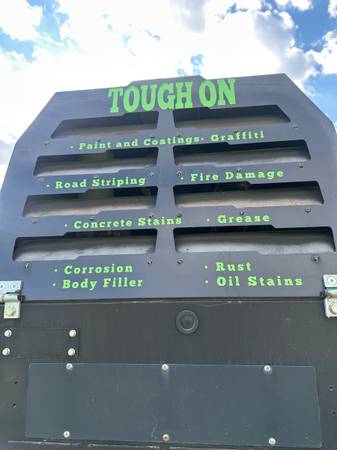 TOUGH ON
· Paint and Coatings· Graffiti
· Road Striping · Fire Damage
· Concrete Stains · Grease
· Corrosion · Rust
· Body Filler · Oil Stains